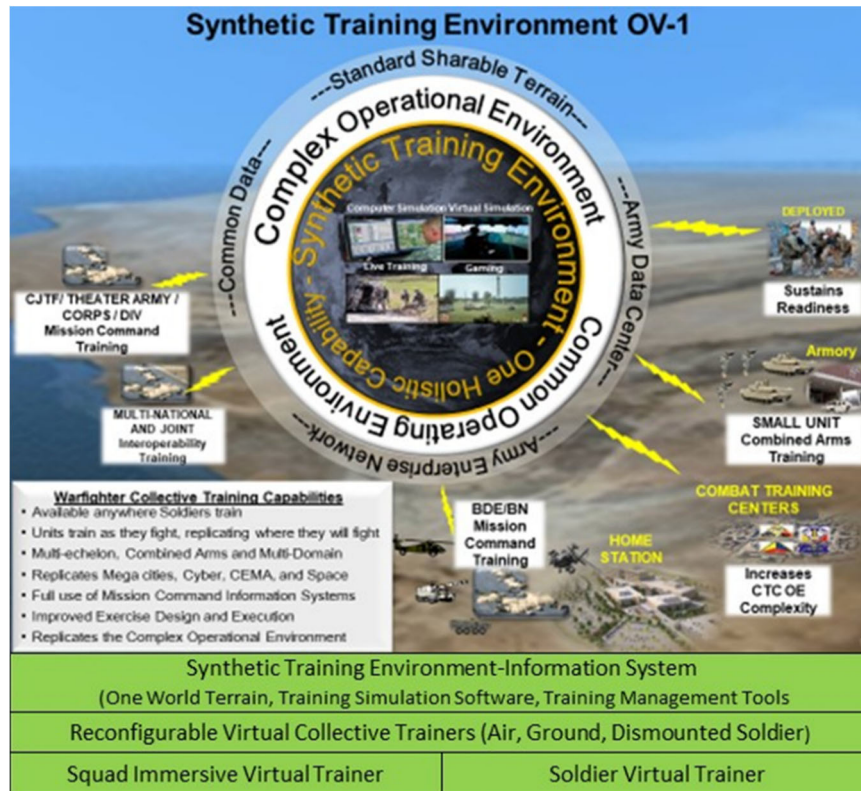 Synthetic Training Environment OV-1
---Standard Sharable Terrain---
---Common Data---
---Army Data Center---
---Army Enterprise Network---
Complex Operational Environment
Common Operating Environment
Synthetic Training Environment - One Holistic Capability -
Computer Simulation Virtual Simulation
Live Training Gaming
CJTF/ THEATER ARMY /
CORPS / DIV
Mission Command
Training
MULTI-NATIONAL
AND JOINT
Interoperability
Training
DEPLOYED
Sustains
Readiness
Armory
SMALL UNIT
Combined Arms
Training
COMBAT TRAINING
CENTERS
Increases
CTC OE
Complexity
BDE/BN
Mission
Command
Training
HOME
STATION
Warfighter Collective Training Capabilities
• Available anywhere Soldiers train
• Units train as they fight, replicating where they will fight
• Multi-echelon, Combined Arms and Multi-Domain
• Replicates Mega cities, Cyber, CEMA, and Space
• Full use of Mission Command Information Systems
• Improved Exercise Design and Execution
• Replicates the Complex Operational Environment
Synthetic Training Environment-Information System
(One World Terrain, Training Simulation Software, Training Management Tools
Reconfigurable Virtual Collective Trainers (Air, Ground, Dismounted Soldier)
Squad Immersive Virtual Trainer
Soldier Virtual Trainer